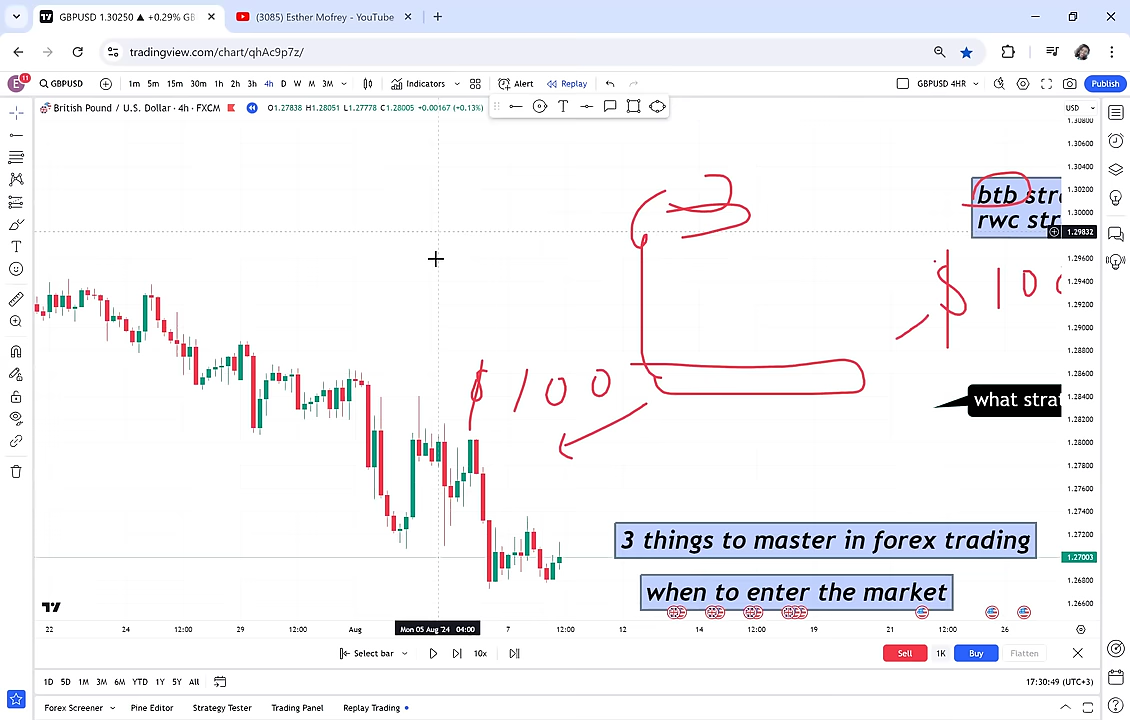 GBPUSD 1.30250 ▲ +0.29% GB
(3085) Esther Mofrey - YouTube
tradingview.com/chart/qhAc9p7z/
E 11 GBPUSD 1m 5m 15m 30m 1h 2h 3h 4h D W M 3M Indicators Alert Replay GBPUSD 4HR Publish
British Pound / U.S. Dollar · 4h · FXCM O1.27838 H1.28051 L1.27778 C1.28005 +0.00167 (+0.13%) USD
1.30800
1.30600
1.30400
1.30200
1.30000
1.29832
1.29600
1.29400
1.29200
1.29000
1.28800
1.28600
1.28400
1.28200
1.28000
1.27800
1.27600
1.27400
1.27200
1.27003
1.26800
1.26600
btb str
rwc str
$ 100
$ 100
what strat
3 things to master in forex trading
when to enter the market
22 24 12:00 29 12:00 Aug Mon 05 Aug '24 04:00 7 12:00 12 12:00 14 12:00 19 21 12:00 26
Select bar 10x Sell 1K Buy Flatten
1D 5D 1M 3M 6M YTD 1Y 5Y All 17:30:49 (UTC+3)
Forex Screener Pine Editor Strategy Tester Trading Panel Replay Trading